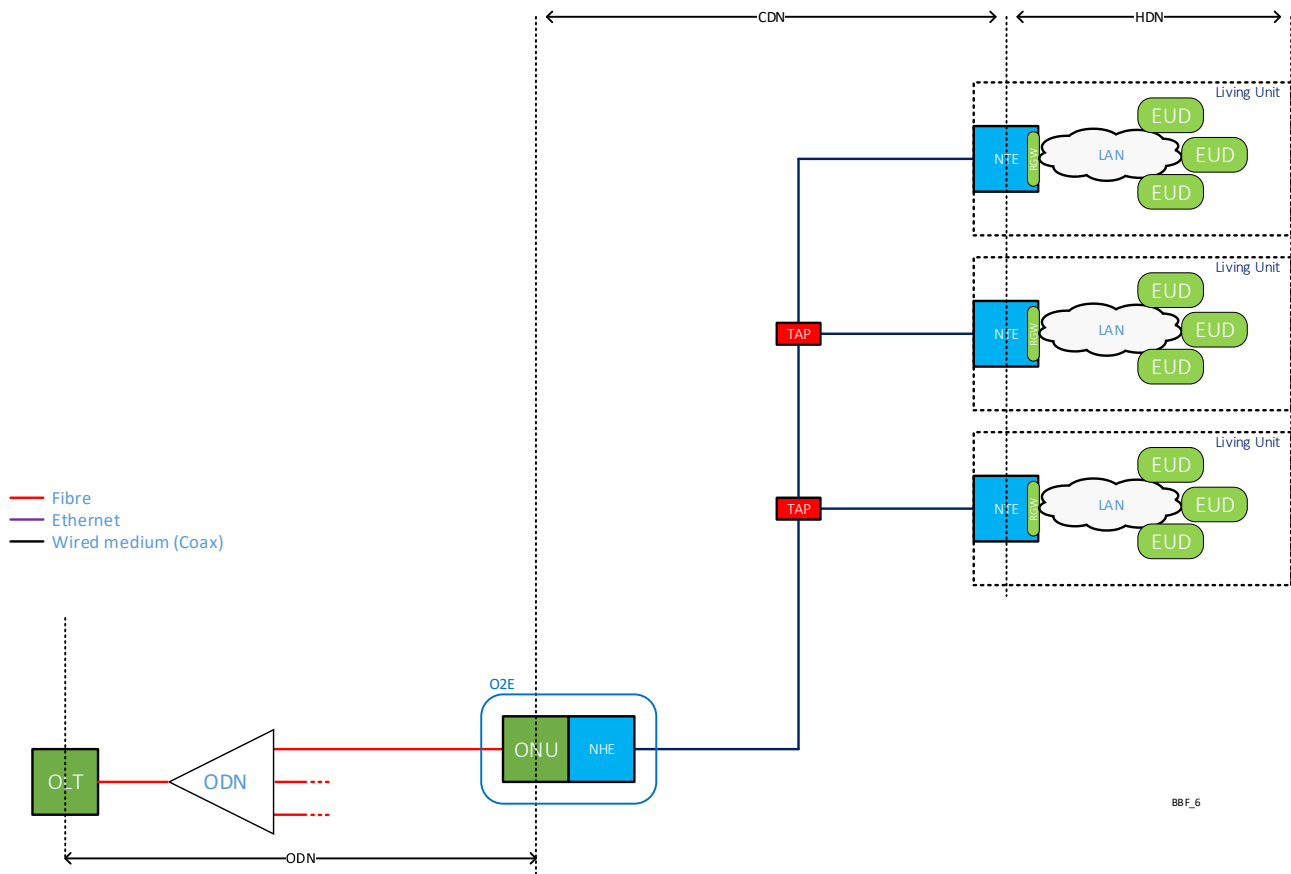 CDN
HDN
Living Unit
EUD
NTE
RGW
LAN
EUD
EUD
Living Unit
EUD
TAP
NTE
RGW
LAN
EUD
EUD
Living Unit
EUD
TAP
NTE
RGW
LAN
EUD
EUD
Fibre
Ethernet
Wired medium (Coax)
O2E
ONU
NHE
OLT
ODN
BBF_6
ODN